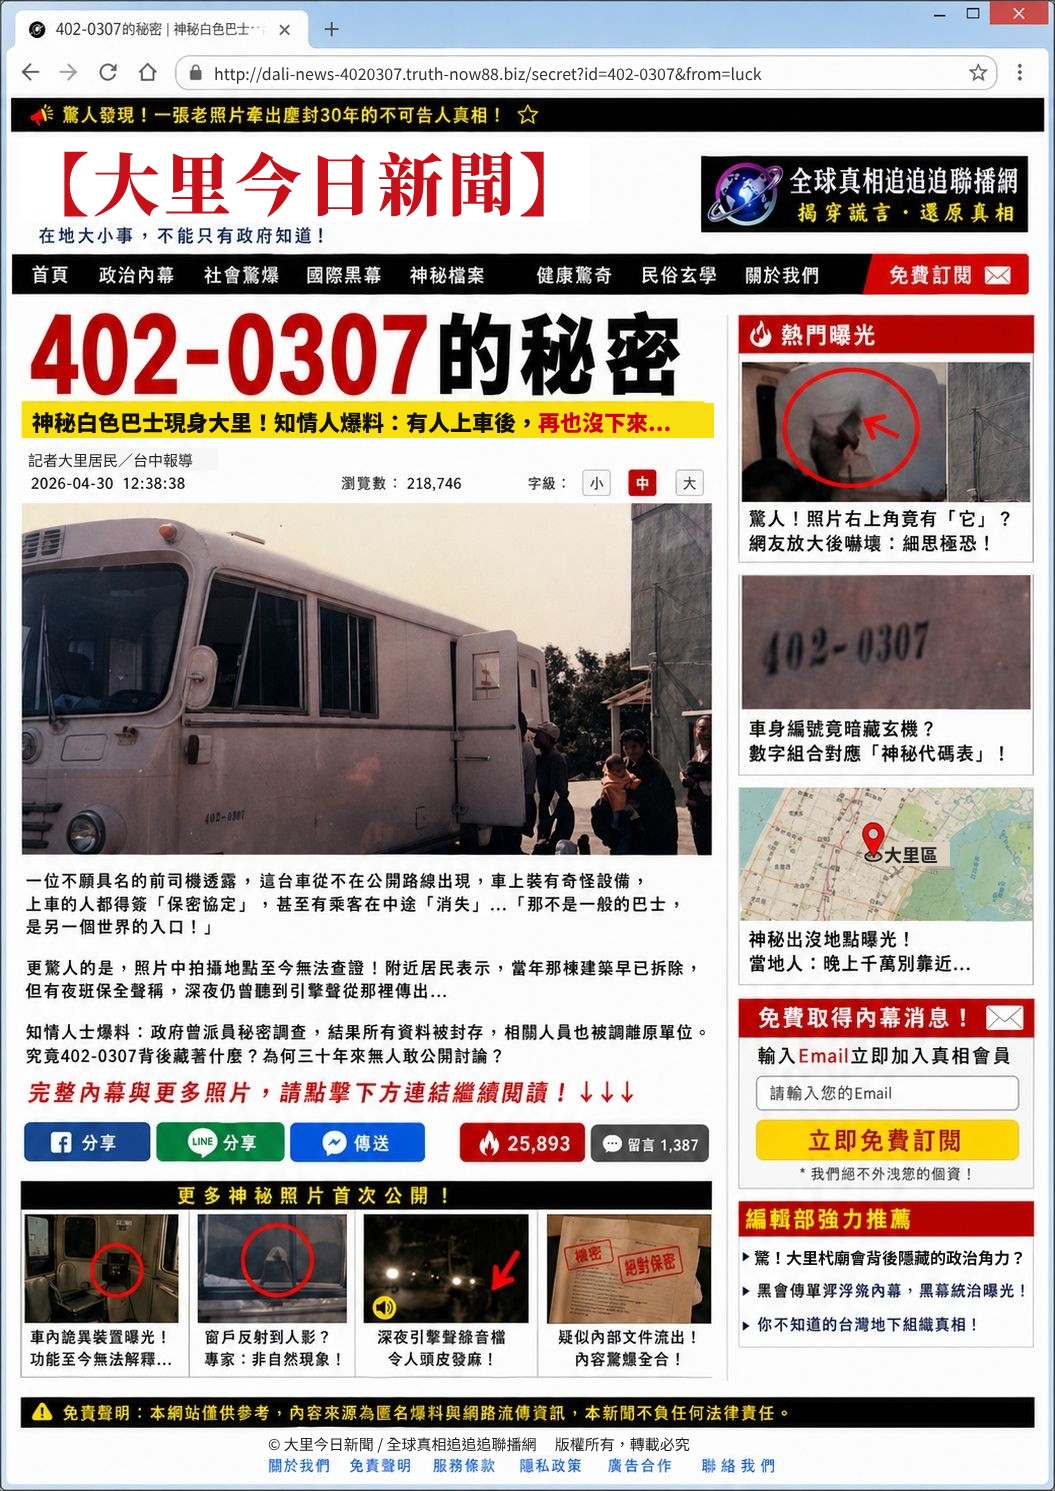 402-0307的秘密 | 神秘白色巴士
http://dali-news-4020307.truth-now88.biz/secret?id=402-0307&from=luck
驚人發現！一張老照片牽出塵封30年的不可告人真相！
【大里今日新聞】
在地大小事，不能只有政府知道！
全球真相追追追聯播網
揭穿謊言・還原真相
首頁 政治內幕 社會驚爆 國際黑幕 神秘檔案 健康驚奇 民俗玄學 關於我們 免費訂閱
402-0307的秘密
神秘白色巴士現身大里！知情人爆料：有人上車後，再也沒下來...
記者大里居民／台中報導
2026-04-30 12:38:38 瀏覽數： 218,746 字級： 小 中 大
402-0307
一位不願具名的前司機透露，這台車從不在公開路線出現，車上裝有奇怪設備，
上車的人都得簽「保密協定」，甚至有乘客在中途「消失」...「那不是一般的巴士，
是另一個世界的入口！」
更驚人的是，照片中拍攝地點至今無法查證！附近居民表示，當年那棟建築早已拆除，
但有夜班保全聲稱，深夜仍曾聽到引擎聲從那裡傳出...
知情人士爆料：政府曾派員秘密調查，結果所有資料被封存，相關人員也被調離原單位。
究竟402-0307背後藏著什麼？為何三十年來無人敢公開討論？
完整內幕與更多照片，請點擊下方連結繼續閱讀！↓↓↓
分享 LINE 分享 傳送 25,893 留言 1,387
更多神秘照片首次公開！
機密
絕對保密
車內詭異裝置曝光！
功能至今無法解釋...
窗戶反射到人影？
專家：非自然現象！
深夜引擎聲錄音檔
令人頭皮發麻！
疑似內部文件流出！
內容驚爆全台！
熱門曝光
驚人！照片右上角竟有「它」？
網友放大後嚇壞：細思極恐！
402-0307
車身編號竟暗藏玄機？
數字組合對應「神秘代碼表」！
大里區
神秘出沒地點曝光！
當地人：晚上千萬別靠近...
免費取得內幕消息！
輸入Email立即加入真相會員
請輸入您的Email
立即免費訂閱
* 我們絕不外洩您的個資！
編輯部強力推薦
驚！大里杙廟會背後隱藏的政治角力？
黑會傳單內幕，黑幕統治曝光！
你不知道的台灣地下組織真相！
免責聲明：本網站僅供參考，內容來源為匿名爆料與網路流傳資訊，本新聞不負任何法律責任。
© 大里今日新聞 / 全球真相追追追聯播網 版權所有，轉載必究
關於我們 免責聲明 服務條款 隱私政策 廣告合作 聯絡我們